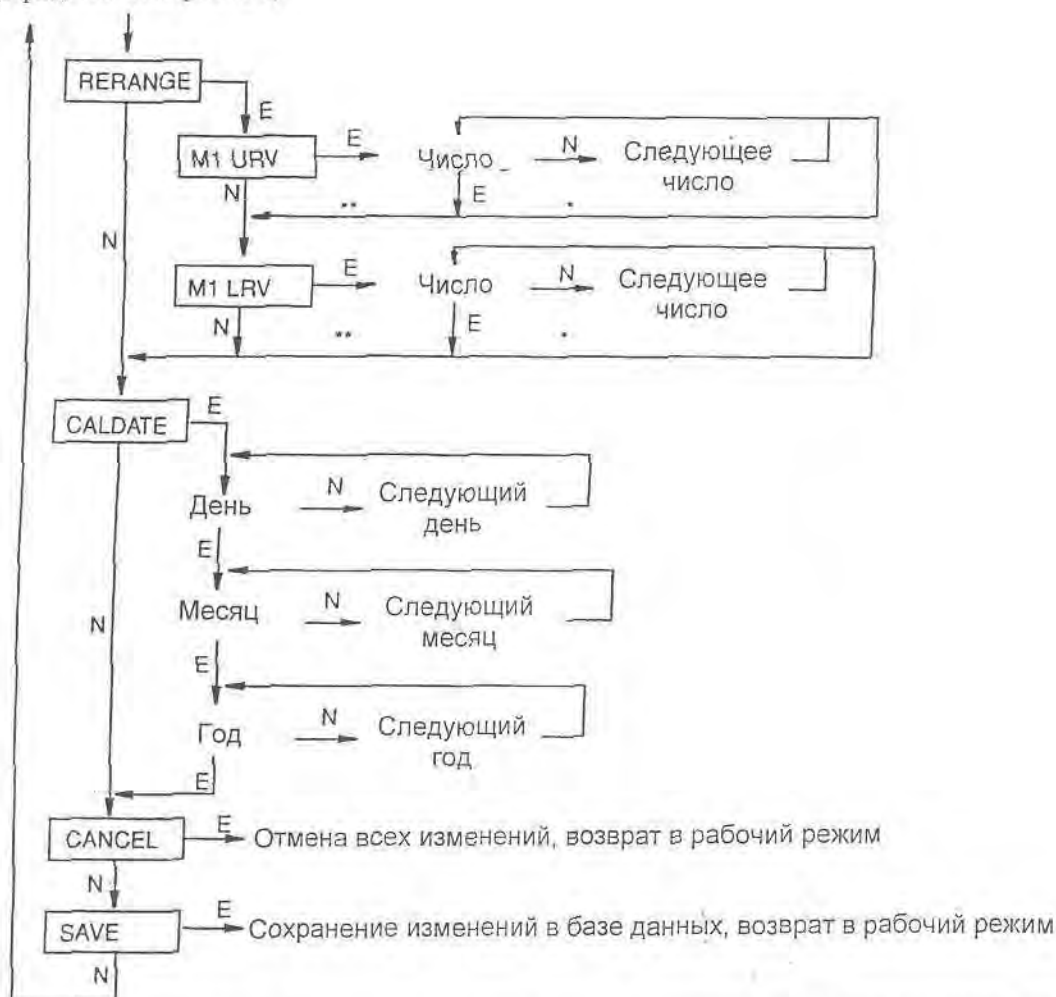 RERANGE
E
M1 URV
E
Число
N
Следующее
число
N
**
E
*
N
M1 LRV
E
Число
N
Следующее
число
N
**
E
*
CALDATE
E
День
N
Следующий
день
E
Месяц
N
Следующий
месяц
N
E
Год
N
Следующий
год
E
CANCEL
E
Отмена всех изменений, возврат в рабочий режим
N
SAVE
E
Сохранение изменений в базе данных, возврат в рабочий режим
N